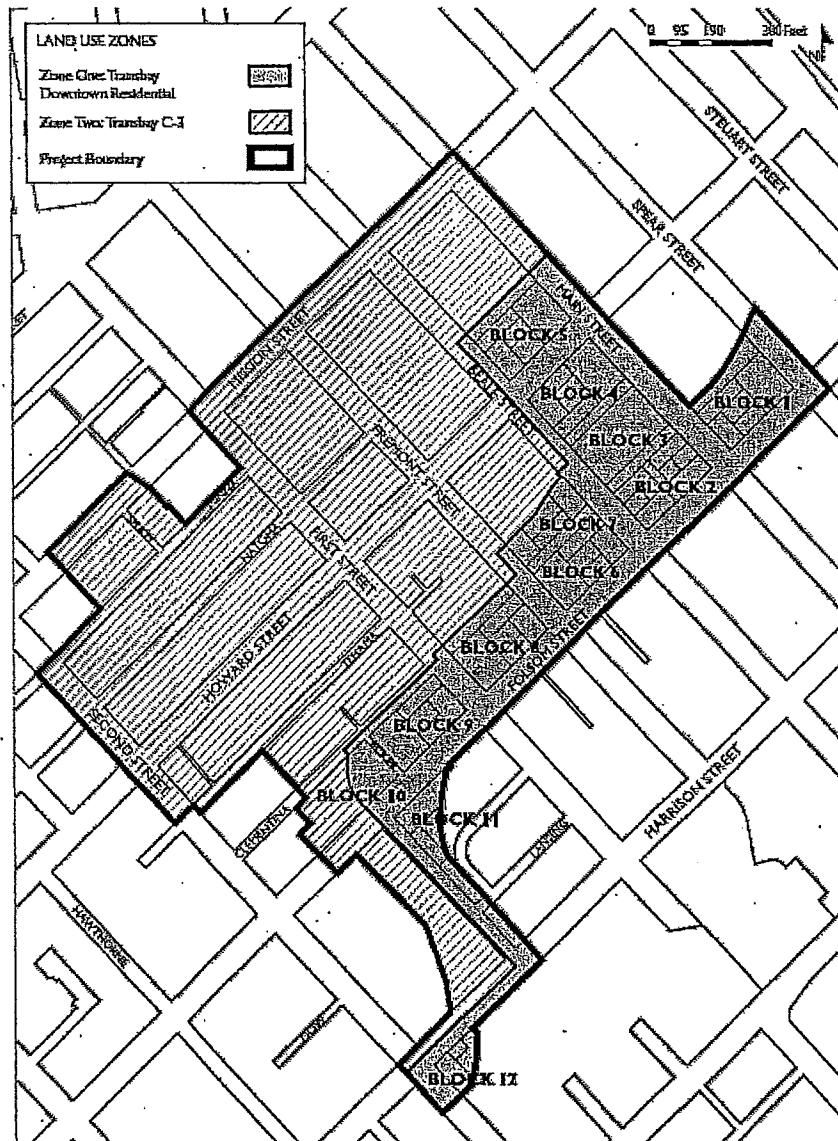 LAND USE ZONES
Zone One: Transbay
Downtown Residential
Zone Two: Transbay C-3
Project Boundary
0 95 190 380 Feet
STEUART STREET
SPEAR STREET
MAIN STREET
BLOCK 5
MISSION STREET
BEALE STREET
BLOCK 4
BLOCK 1
BLOCK 3
FREMONT STREET
BLOCK 2
BLOCK 7
NATOMA
FIRST STREET
BLOCK 6
BLOCK 8
FOLSOM STREET
TEHAMA
HOWARD STREET
BLOCK 9
SECOND STREET
HARRISON STREET
BLOCK 10
BLOCK 11
CLEMENTINA
LANSING
HAWTHORNE
DOW
BLOCK 12